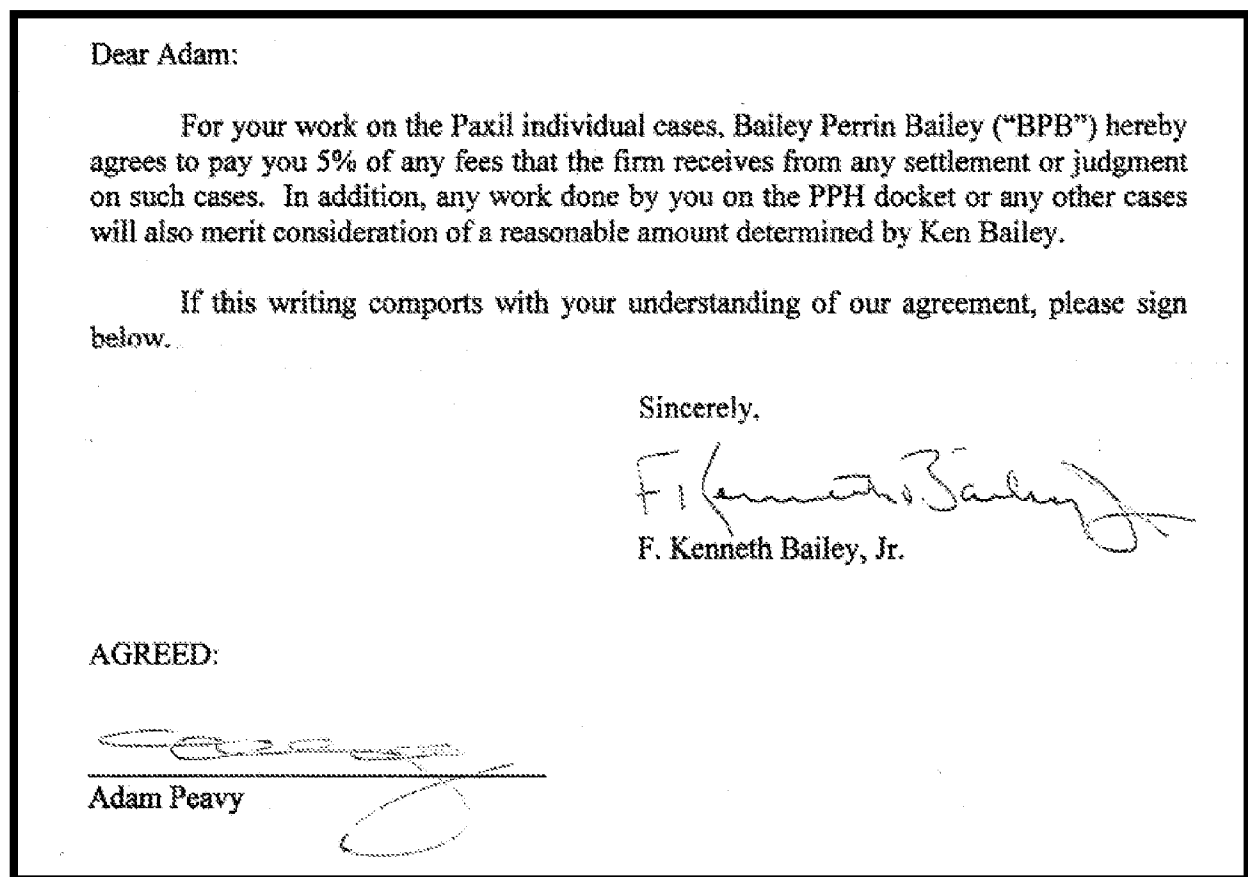 Dear Adam:
For your work on the Paxil individual cases, Bailey Perrin Bailey ("BPB") hereby
agrees to pay you 5% of any fees that the firm receives from any settlement or judgment
on such cases. In addition, any work done by you on the PPH docket or any other cases
will also merit consideration of a reasonable amount determined by Ken Bailey.
If this writing comports with your understanding of our agreement, please sign
below.
Sincerely,
F. Kenneth Bailey Jr
F. Kenneth Bailey, Jr.
AGREED:
Adam Peavy